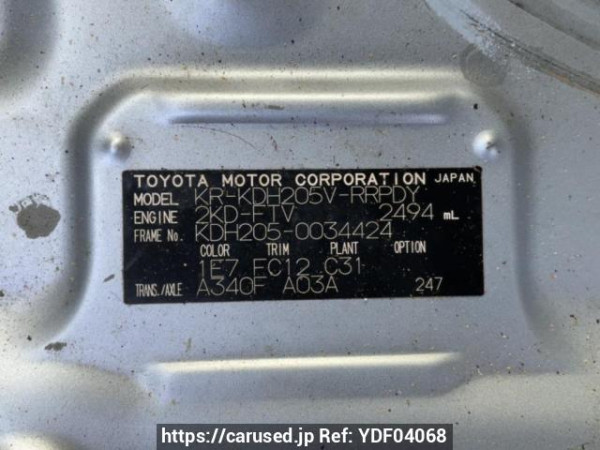 TOYOTA MOTOR CORPORATION JAPAN
MODEL KR-KDH205V-RRPDY
ENGINE 2KD-FTV 2494 mL
FRAME No. KDH205-0034424
COLOR TRIM PLANT OPTION
1E7 EC12 C31
TRANS./AXLE A340F A03A 247
https://carused.jp Ref: YDF04068